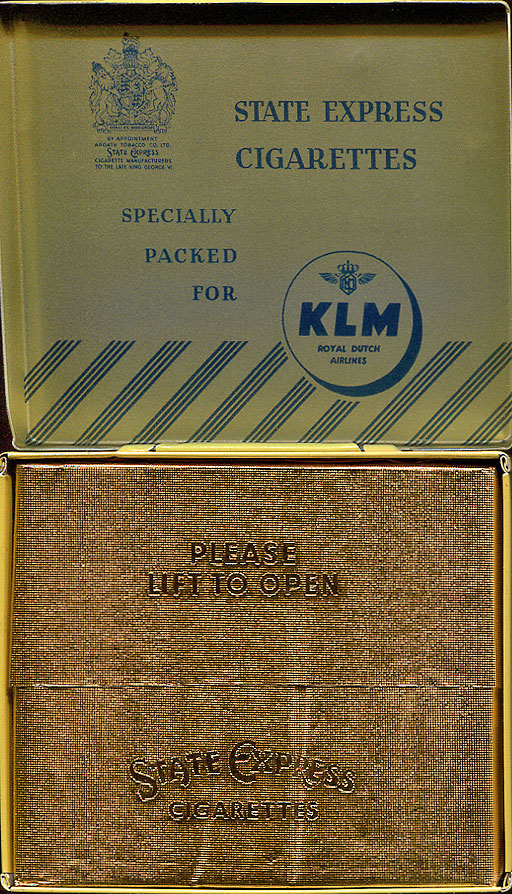 BY APPOINTMENT
ARDATH TOBACCO CO. LTD.
STATE EXPRESS
CIGARETTE MANUFACTURERS
TO THE LATE KING GEORGE VI.
STATE EXPRESS
CIGARETTES
SPECIALLY
PACKED
FOR
KLM
ROYAL DUTCH
AIRLINES
PLEASE
LIFT TO OPEN
STATE EXPRESS
CIGARETTES